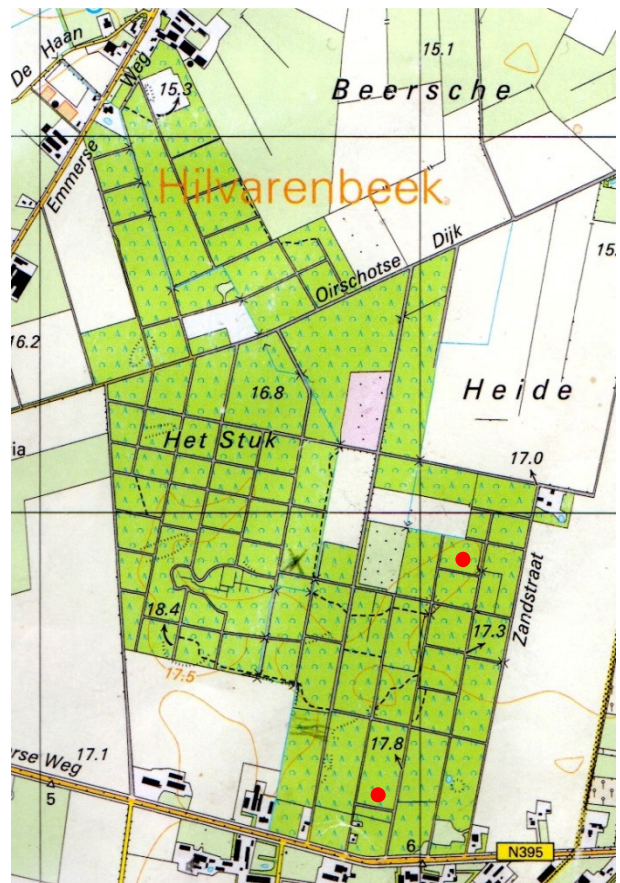 De Haan
Weg
15.3
15.1
Beersche
Emmerse
Hilvarenbeek
Oirschotse Dijk
15.
16.2
16.8
Heide
Het Stuk
ia
17.0
Zandstraat
18.4
17.3
17.5
17.8
rse Weg 17.1
5
6
N395